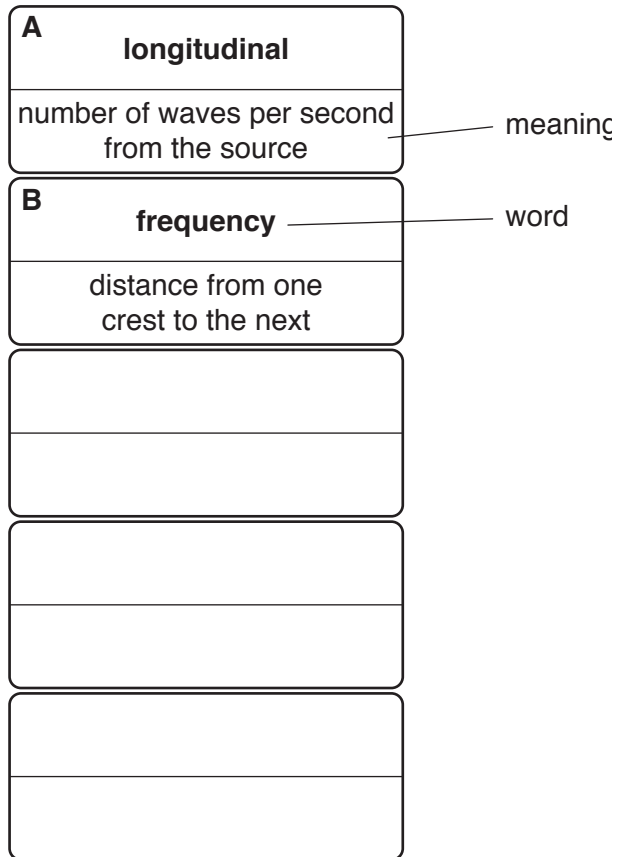 A
longitudinal
number of waves per second
from the source
meaning
B
frequency
word
distance from one
crest to the next